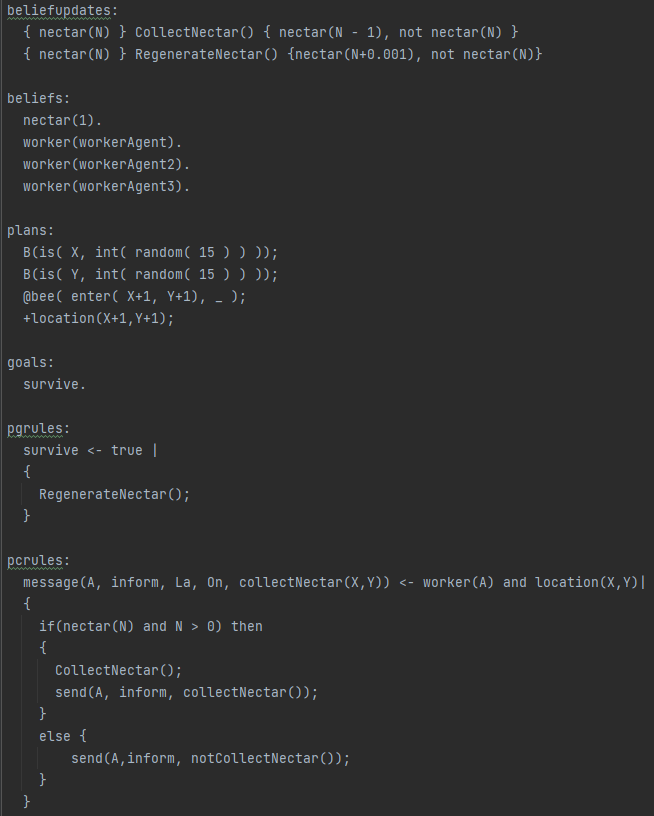 beliefupdates:
  { nectar(N) } CollectNectar() { nectar(N - 1), not nectar(N) }
  { nectar(N) } RegenerateNectar() {nectar(N+0.001), not nectar(N)}

beliefs:
  nectar(1).
  worker(workerAgent).
  worker(workerAgent2).
  worker(workerAgent3).

plans:
  B(is( X, int( random( 15 ) ) ));
  B(is( Y, int( random( 15 ) ) ));
  @bee( enter( X+1, Y+1), _ );
  +location(X+1,Y+1);

goals:
  survive.

pgrules:
  survive <- true |
  {
    RegenerateNectar();
  }

pcrules:
  message(A, inform, La, On, collectNectar(X,Y)) <- worker(A) and location(X,Y)|
  {
    if(nectar(N) and N > 0) then
    {
      CollectNectar();
      send(A, inform, collectNectar());
    }
    else {
        send(A,inform, notCollectNectar());
    }
  }